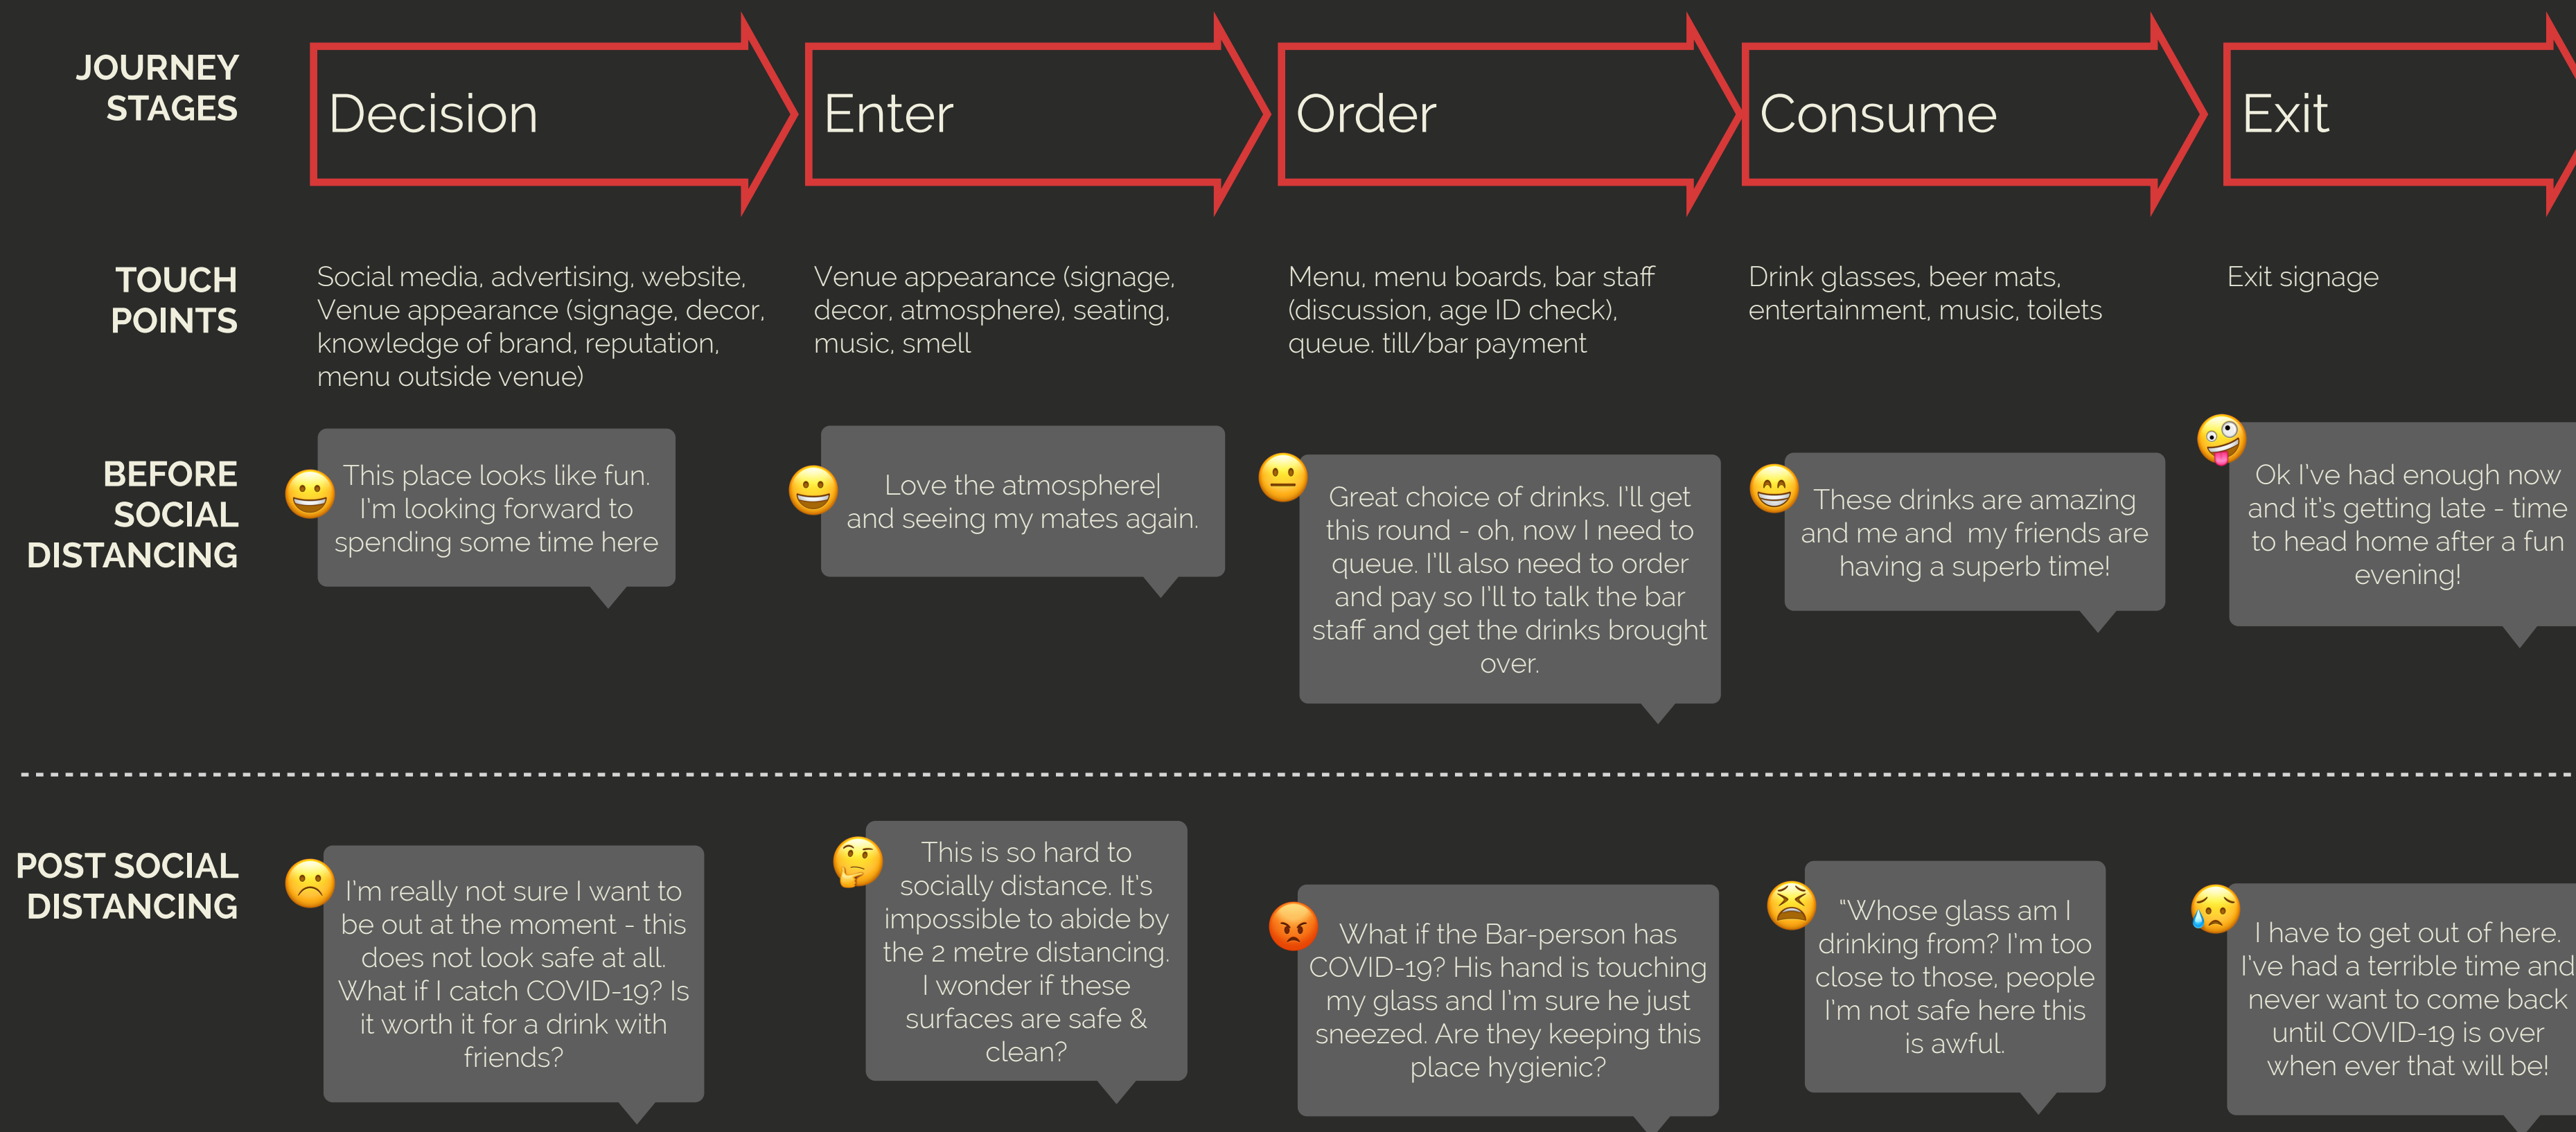 JOURNEY
STAGES
Decision
Enter
Order
Consume
Exit
TOUCH
POINTS
Social media, advertising, website,
Venue appearance (signage, decor,
knowledge of brand, reputation,
menu outside venue)
Venue appearance (signage,
decor, atmosphere), seating,
music, smell
Menu, menu boards, bar staff
(discussion, age ID check),
queue. till/bar payment
Drink glasses, beer mats,
entertainment, music, toilets
Exit signage
BEFORE
SOCIAL
DISTANCING
This place looks like fun.
I'm looking forward to
spending some time here
Love the atmosphere|
and seeing my mates again.
Great choice of drinks. I'll get
this round - oh, now I need to
queue. I'll also need to order
and pay so I'll to talk the bar
staff and get the drinks brought
over.
These drinks are amazing
and me and  my friends are
having a superb time!
Ok I've had enough now
and it's getting late - time
to head home after a fun
evening!
POST SOCIAL
DISTANCING
I'm really not sure I want to
be out at the moment - this
does not look safe at all.
What if I catch COVID-19? Is
it worth it for a drink with
friends?
This is so hard to
socially distance. It's
impossible to abide by
the 2 metre distancing.
I wonder if these
surfaces are safe &
clean?
What if the Bar-person has
COVID-19? His hand is touching
my glass and I'm sure he just
sneezed. Are they keeping this
place hygienic?
"Whose glass am I
drinking from? I'm too
close to those, people
I'm not safe here this
is awful.
I have to get out of here.
I've had a terrible time and
never want to come back
until COVID-19 is over
when ever that will be!